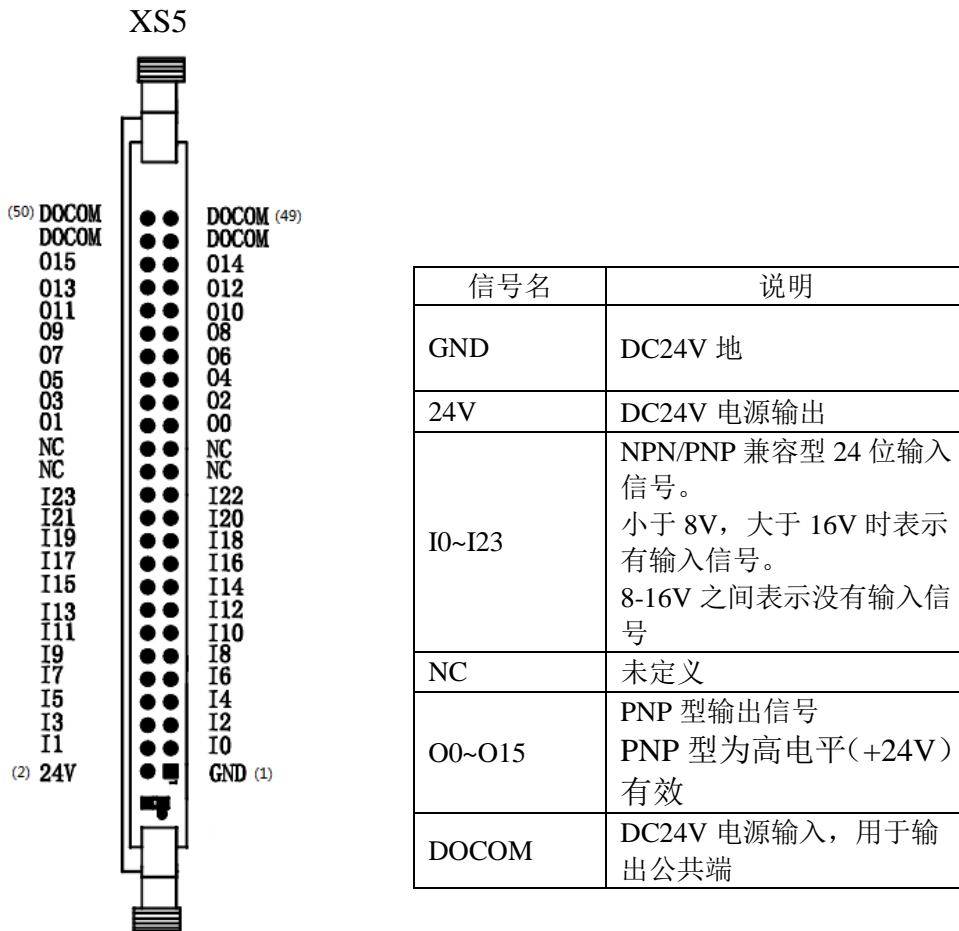 XS5
(50) DOCOM DOCOM (49)
DOCOM DOCOM
O15 O14
O13 O12
O11 O10
O9 O8
O7 O6
O5 O4
O3 O2
O1 O0
NC NC
NC NC
I23 I22
I21 I20
I19 I18
I17 I16
I15 I14
I13 I12
I11 I10
I9 I8
I7 I6
I5 I4
I3 I2
I1 I0
(2) 24V GND (1)
信号名 说明
GND DC24V 地
24V DC24V 电源输出
I0~I23
NPN/PNP 兼容型 24 位输入
信号。
小于 8V，大于 16V 时表示
有输入信号。
8-16V 之间表示没有输入信
号
NC 未定义
O0~O15
PNP 型输出信号
PNP 型为高电平（+24V）
有效
DOCOM
DC24V 电源输入，用于输
出公共端